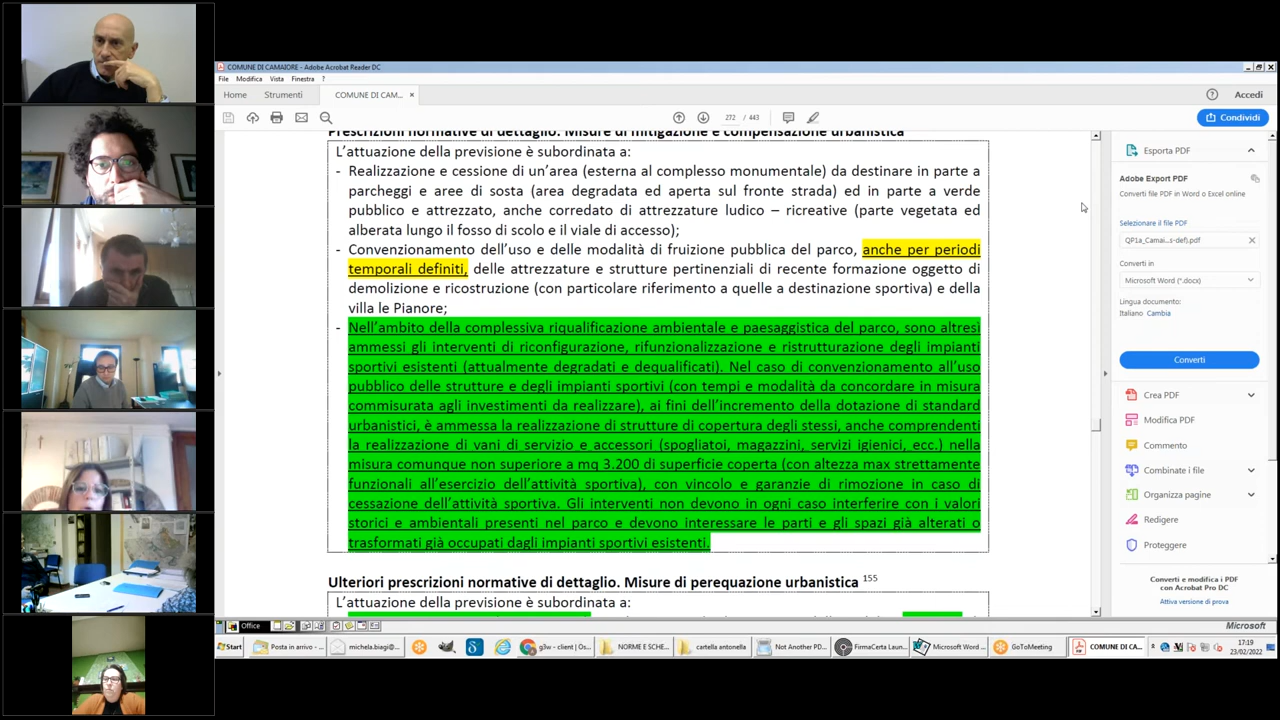 COMUNE DI CAMAIORE - Adobe Acrobat Reader DC
File Modifica Vista Finestra ?
Home Strumenti COMUNE DI CAM... × Accedi
272 / 443 Condividi
Prescrizioni normative di dettaglio. Misure di mitigazione e compensazione urbanistica
L'attuazione della previsione è subordinata a:
- Realizzazione e cessione di un'area (esterna al complesso monumentale) da destinare in parte a
parcheggi e aree di sosta (area degradata ed aperta sul fronte strada) ed in parte a verde
pubblico e attrezzato, anche corredato di attrezzature ludico – ricreative (parte vegetata ed
alberata lungo il fosso di scolo e il viale di accesso);
- Convenzionamento dell'uso e delle modalità di fruizione pubblica del parco, anche per periodi
temporali definiti, delle attrezzature e strutture pertinenziali di recente formazione oggetto di
demolizione e ricostruzione (con particolare riferimento a quelle a destinazione sportiva) e della
villa le Pianore;
- Nell'ambito della complessiva riqualificazione ambientale e paesaggistica del parco, sono altresì
ammessi gli interventi di riconfigurazione, rifunzionalizzazione e ristrutturazione degli impianti
sportivi esistenti (attualmente degradati e dequalificati). Nel caso di convenzionamento all'uso
pubblico delle strutture e degli impianti sportivi (con tempi e modalità da concordare in misura
commisurata agli investimenti da realizzare), ai fini dell'incremento della dotazione di standard
urbanistici, è ammessa la realizzazione di strutture di copertura degli stessi, anche comprendenti
la realizzazione di vani di servizio e accessori (spogliatoi, magazzini, servizi igienici, ecc.) nella
misura comunque non superiore a mq 3.200 di superficie coperta (con altezza max strettamente
funzionali all'esercizio dell'attività sportiva), con vincolo e garanzie di rimozione in caso di
cessazione dell'attività sportiva. Gli interventi non devono in ogni caso interferire con i valori
storici e ambientali presenti nel parco e devono interessare le parti e gli spazi già alterati o
trasformati già occupati dagli impianti sportivi esistenti.
Ulteriori prescrizioni normative di dettaglio. Misure di perequazione urbanistica 155
L'attuazione della previsione è subordinata a:
Esporta PDF
Adobe Export PDF
Converti file PDF in Word o Excel online
Selezionare il file PDF
QP1a_Camai...s-def).pdf ×
Converti in
Microsoft Word (*.docx)
Lingua documento:
Italiano Cambia
Converti
Crea PDF
Modifica PDF
Commento
Combinate i file
Organizza pagine
Redigere
Proteggere
Converti e modifica i PDF
con Acrobat Pro DC
Attiva versione di prova
Office Microsoft
Start Posta in arrivo - ... michela.biagi@... g3w - client | Os... NORME E SCHE... cartella antonella Not Another PD... FirmaCerta Laun... Microsoft Word ... GoToMeeting COMUNE DI CA... 17:19
23/02/2022